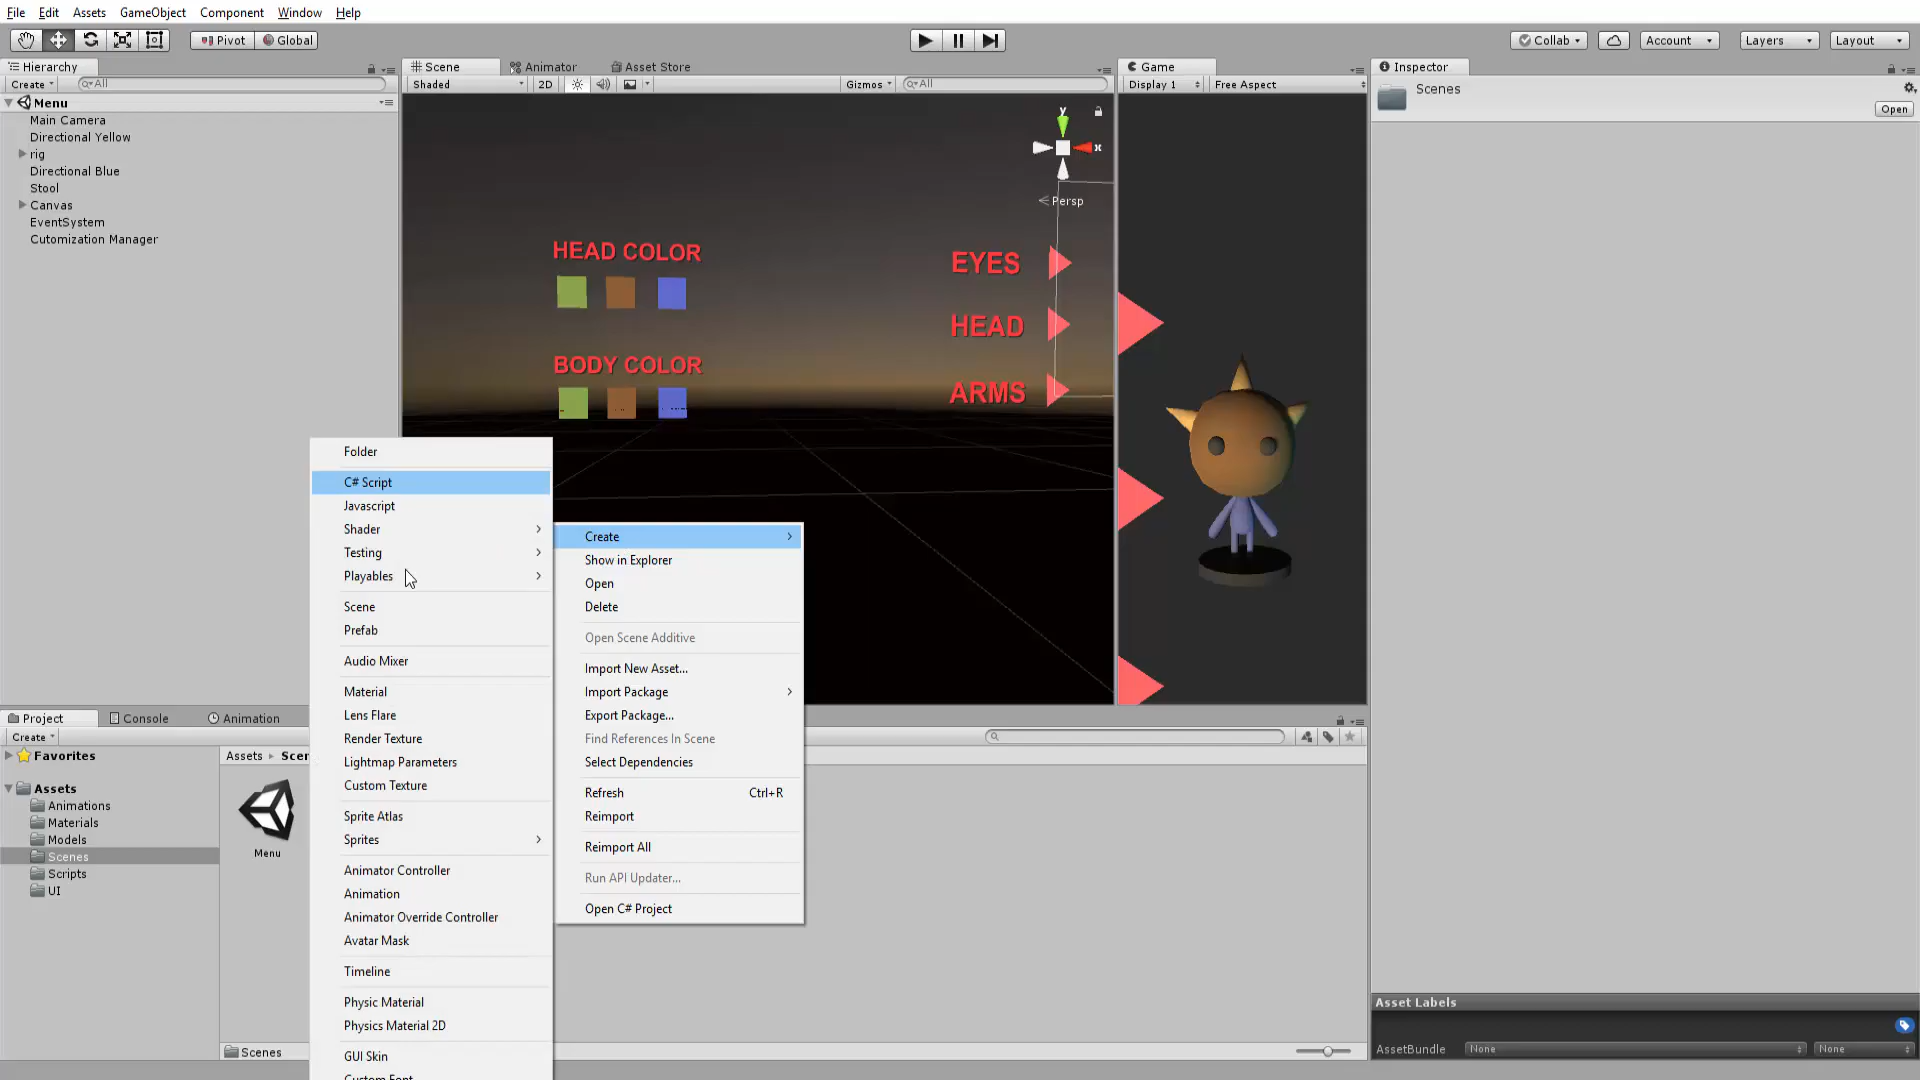 File Edit Assets GameObject Component Window Help
Pivot Global Collab Account Layers Layout
Hierarchy Scene Animator Asset Store Game Inspector
Create All Shaded 2D Gizmos All Display 1 Free Aspect
Scenes
Open
Menu
Main Camera
Directional Yellow
rig
Directional Blue
Stool
Canvas
EventSystem
Cutomization Manager
y
x
Persp
HEAD COLOR
BODY COLOR
EYES
HEAD
ARMS
Folder
C# Script
Javascript
Shader
Testing
Playables
Scene
Prefab
Audio Mixer
Material
Lens Flare
Render Texture
Lightmap Parameters
Custom Texture
Sprite Atlas
Sprites
Animator Controller
Animation
Animator Override Controller
Avatar Mask
Timeline
Physic Material
Physics Material 2D
GUI Skin
Custom Font
Create
Show in Explorer
Open
Delete
Open Scene Additive
Import New Asset...
Import Package
Export Package...
Find References In Scene
Select Dependencies
Refresh Ctrl+R
Reimport
Reimport All
Run API Updater...
Open C# Project
Project Console Animation
Create
Favorites
Assets
Animations
Materials
Models
Scenes
Scripts
UI
Assets Scen
Menu
Scenes
Asset Labels
AssetBundle None None